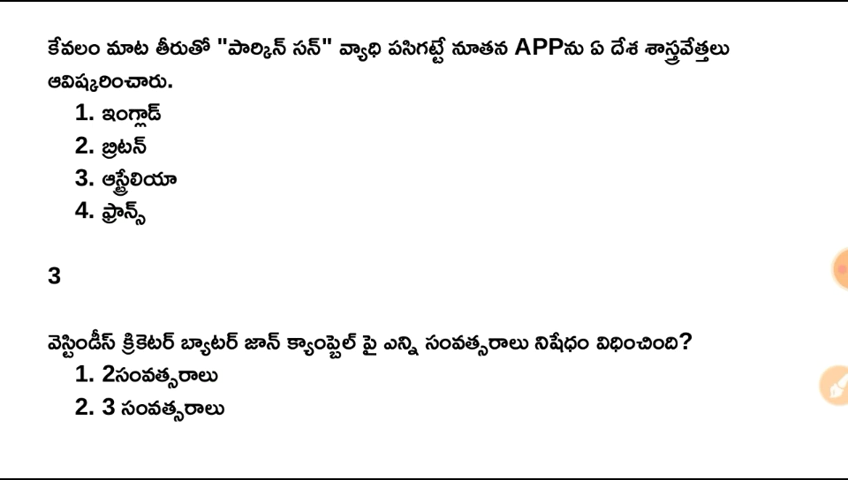 కేవలం మాట తీరుతో "పార్కిన్ సన్" వ్యాధి పసిగట్టే నూతన APPను ఏ దేశ శాస్త్రవేత్తలు
ఆవిష్కరించారు.
1. ఇంగ్లాడ్
2. బ్రిటన్
3. ఆస్ట్రేలియా
4. ఫ్రాన్స్
3
వెస్టిండీస్ క్రికెటర్ బ్యాటర్ జాన్ క్యాంప్బెల్ పై ఎన్ని సంవత్సరాలు నిషేధం విధించింది?
1. 2సంవత్సరాలు
2. 3 సంవత్సరాలు